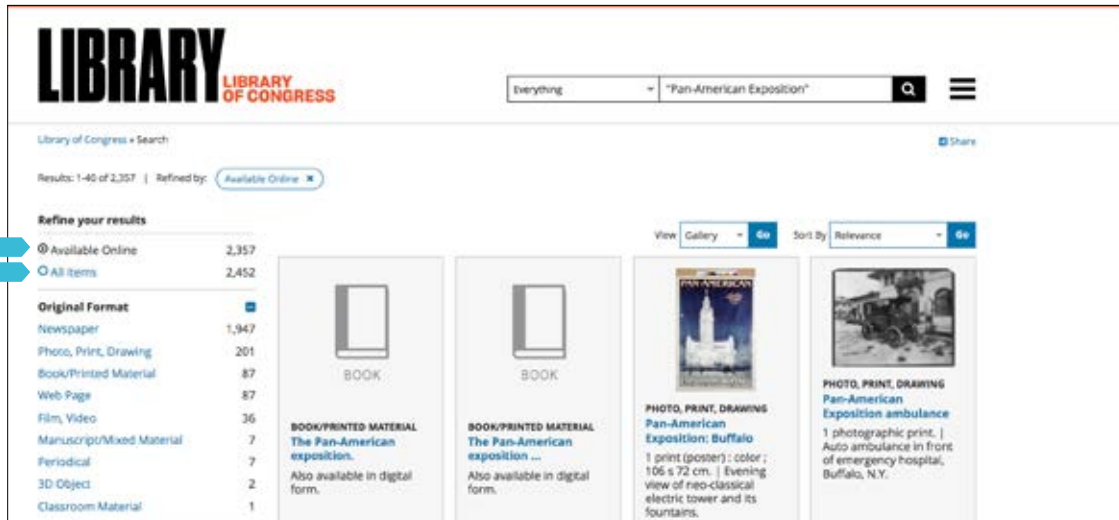 LIBRARY
LIBRARY
OF CONGRESS
Everything
"Pan-American Exposition"
Library of Congress » Search
Share
Results: 1-40 of 2,357 | Refined by: Available Online ×
Refine your results
View Gallery Go Sort By Relevance Go
Available Online 2,357
All Items 2,452
Original Format
Newspaper 1,947
Photo, Print, Drawing 201
Book/Printed Material 87
Web Page 87
Film, Video 36
Manuscript/Mixed Material 7
Periodical 7
3D Object 2
Classroom Material 1
BOOK
BOOK/PRINTED MATERIAL
The Pan-American
exposition.
Also available in digital
form.
BOOK
BOOK/PRINTED MATERIAL
The Pan-American
exposition ...
Also available in digital
form.
PAN-AMERICAN
PHOTO, PRINT, DRAWING
Pan-American
Exposition: Buffalo
1 print (poster) : color ;
106 s 72 cm. | Evening
view of neo-classical
electric tower and its
fountains.
PHOTO, PRINT, DRAWING
Pan-American
Exposition ambulance
1 photographic print. |
Auto ambulance in front
of emergency hospital,
Buffalo, N.Y.